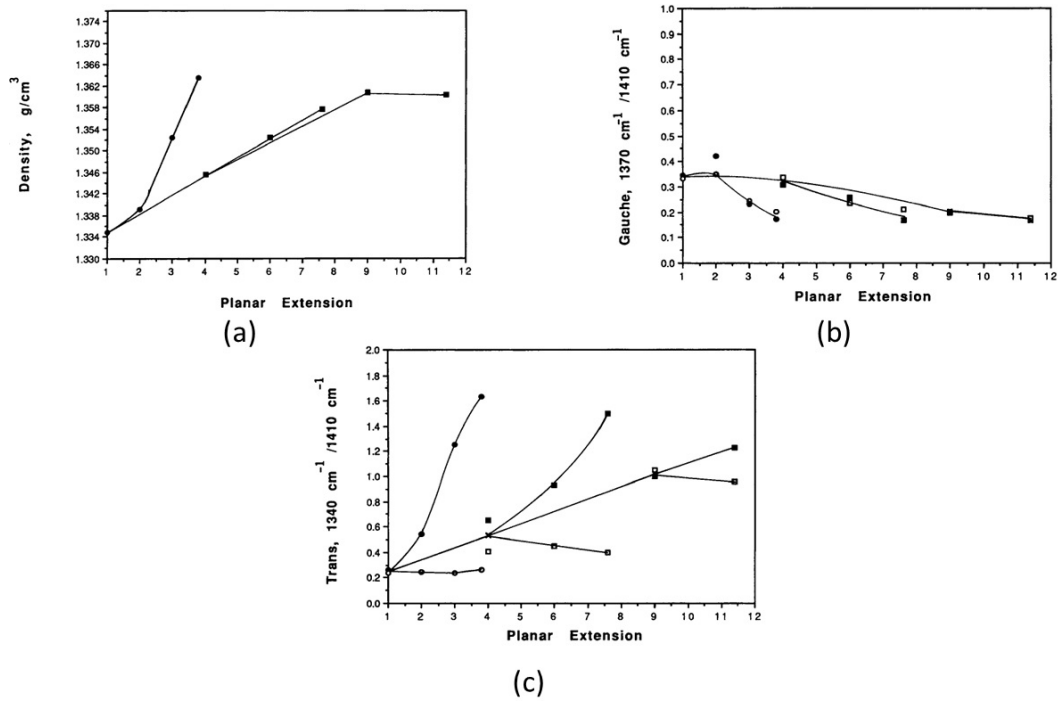 1.376
1.374
1.370
1.366
1.362
1.358
1.354
1.350
1.346
1.342
1.338
1.334
1.330
Density, g/cm³
1 2 3 4 5 6 7 8 9 10 11 12
Planar Extension
(a)
1.0
0.9
0.8
0.7
0.6
0.5
0.4
0.3
0.2
0.1
0.0
Gauche, 1370 cm⁻¹ /1410 cm⁻¹
1 2 3 4 5 6 7 8 9 10 11 12
Planar Extension
(b)
2.0
1.8
1.6
1.4
1.2
1.0
0.8
0.6
0.4
0.2
0.0
Trans, 1340 cm⁻¹ /1410 cm⁻¹
1 2 3 4 5 6 7 8 9 10 11 12
Planar Extension
(c)